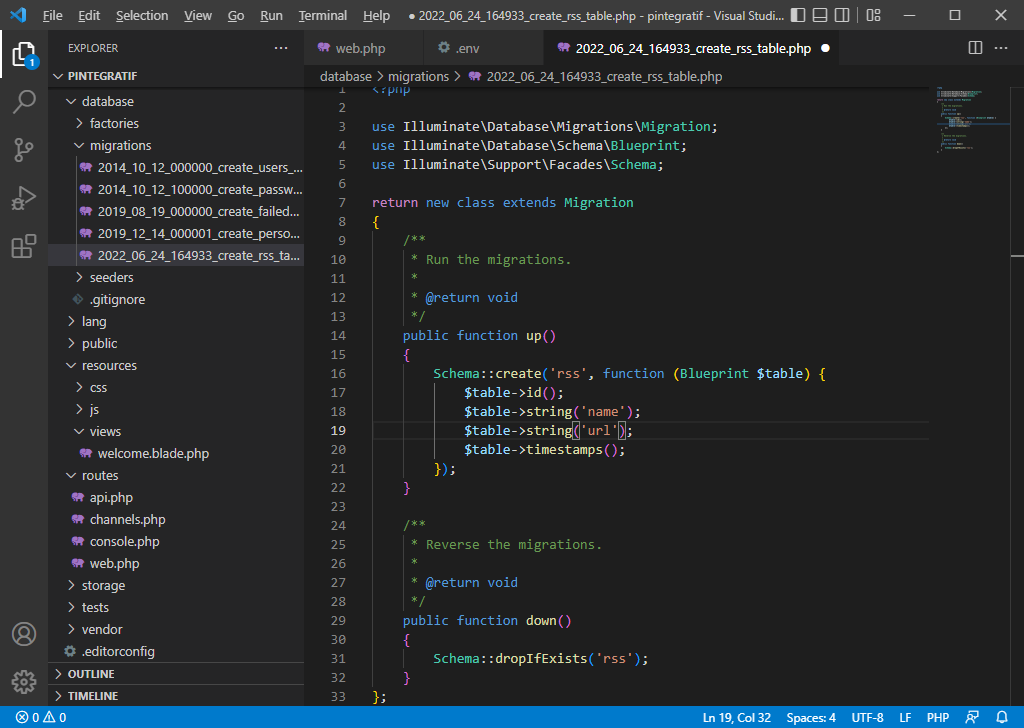 File Edit Selection View Go Run Terminal Help ● 2022_06_24_164933_create_rss_table.php - pintegratif - Visual Studi...
EXPLORER
PINTEGRATIF
database
factories
migrations
2014_10_12_000000_create_users_...
2014_10_12_100000_create_passw...
2019_08_19_000000_create_failed...
2019_12_14_000001_create_perso...
2022_06_24_164933_create_rss_ta...
seeders
.gitignore
lang
public
resources
css
js
views
welcome.blade.php
routes
api.php
channels.php
console.php
web.php
storage
tests
vendor
.editorconfig
OUTLINE
TIMELINE
1
web.php .env 2022_06_24_164933_create_rss_table.php
database > migrations > 2022_06_24_164933_create_rss_table.php
1 <?php
2
3 use Illuminate\Database\Migrations\Migration;
4 use Illuminate\Database\Schema\Blueprint;
5 use Illuminate\Support\Facades\Schema;
6
7 return new class extends Migration
8 {
9 /**
10 * Run the migrations.
11 *
12 * @return void
13 */
14 public function up()
15 {
16 Schema::create('rss', function (Blueprint $table) {
17 $table->id();
18 $table->string('name');
19 $table->string('url');
20 $table->timestamps();
21 });
22 }
23
24 /**
25 * Reverse the migrations.
26 *
27 * @return void
28 */
29 public function down()
30 {
31 Schema::dropIfExists('rss');
32 }
33 };
0 0 Ln 19, Col 32 Spaces: 4 UTF-8 LF PHP